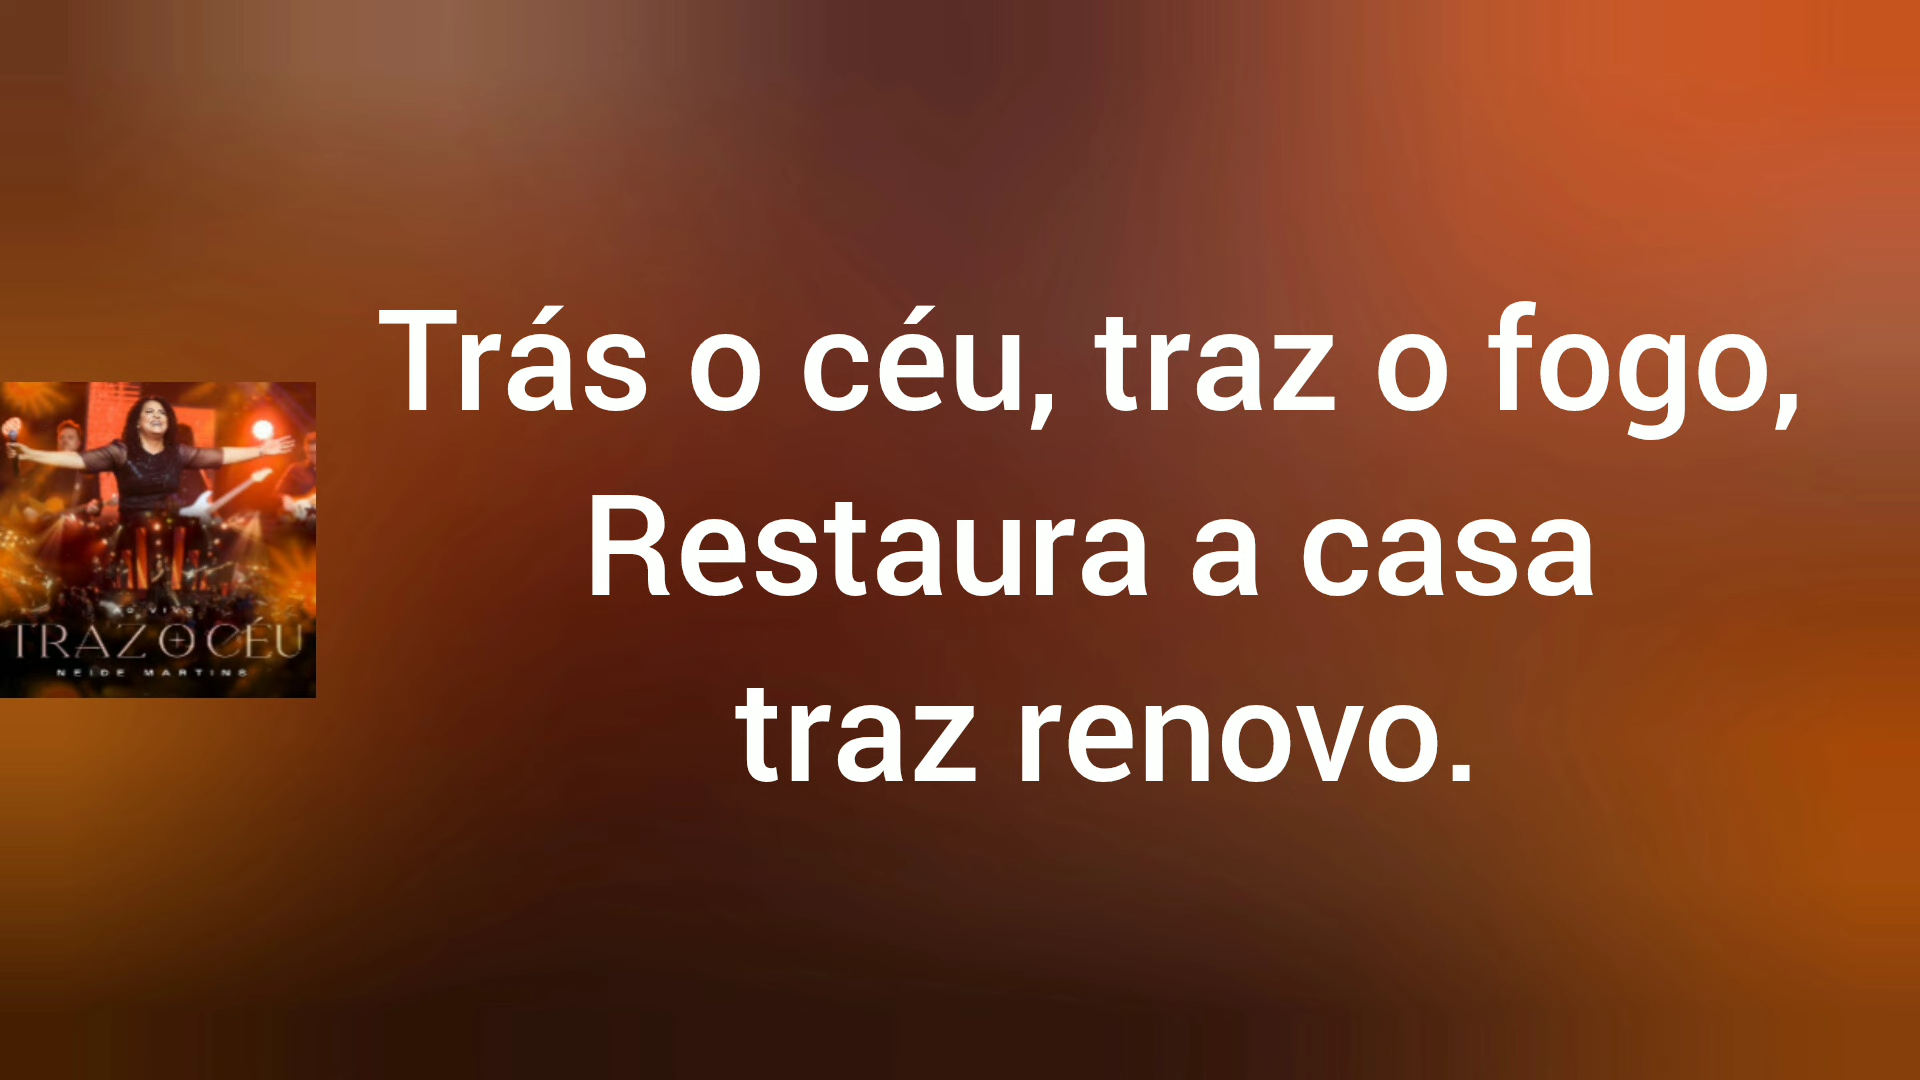 Trás o céu, traz o fogo,
Restaura a casa
traz renovo.
AO VIVO
TRAZ O CÉU
NEIDE MARTINS